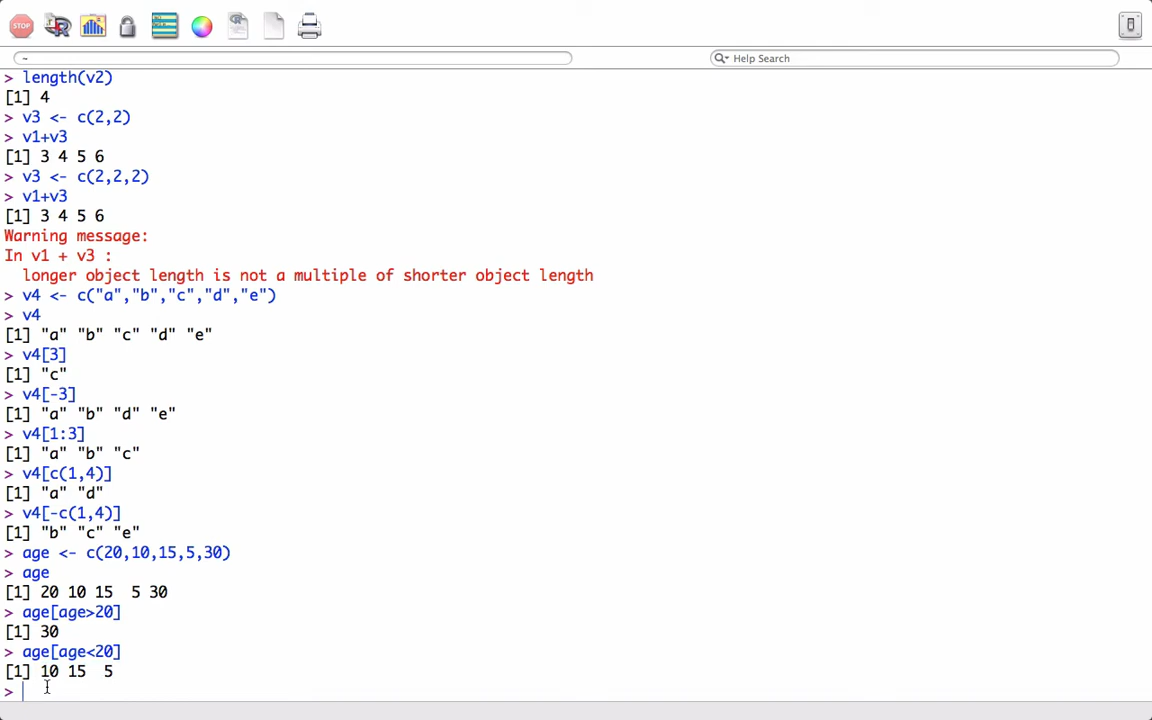 STOP
~
Help Search
> length(v2)
[1] 4
> v3 <- c(2,2)
> v1+v3
[1] 3 4 5 6
> v3 <- c(2,2,2)
> v1+v3
[1] 3 4 5 6
Warning message:
In v1 + v3 :
  longer object length is not a multiple of shorter object length
> v4 <- c("a","b","c","d","e")
> v4
[1] "a" "b" "c" "d" "e"
> v4[3]
[1] "c"
> v4[-3]
[1] "a" "b" "d" "e"
> v4[1:3]
[1] "a" "b" "c"
> v4[c(1,4)]
[1] "a" "d"
> v4[-c(1,4)]
[1] "b" "c" "e"
> age <- c(20,10,15,5,30)
> age
[1] 20 10 15  5 30
> age[age>20]
[1] 30
> age[age<20]
[1] 10 15  5
>